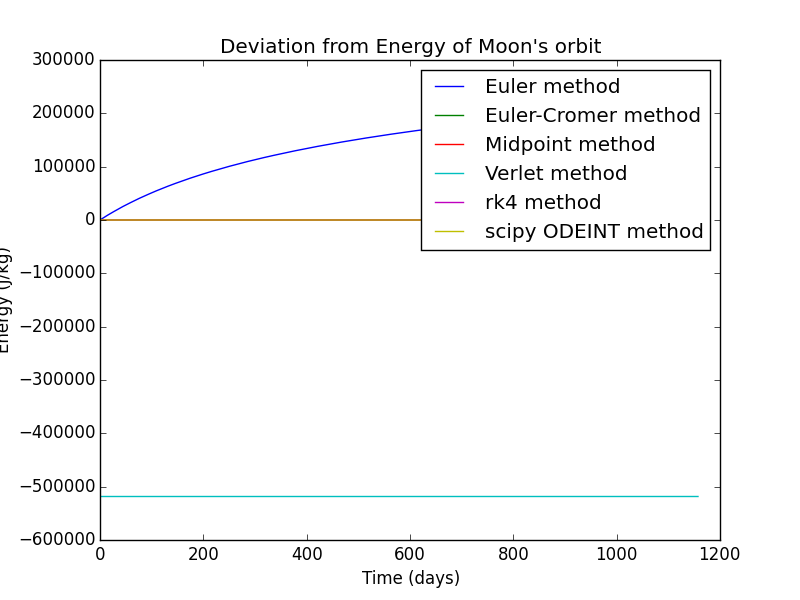 Deviation from Energy of Moon's orbit
300000
200000
100000
0
−100000
−200000
−300000
−400000
−500000
−600000
Energy (J/kg)
Euler method
Euler-Cromer method
Midpoint method
Verlet method
rk4 method
scipy ODEINT method
0
200
400
600
800
1000
1200
Time (days)